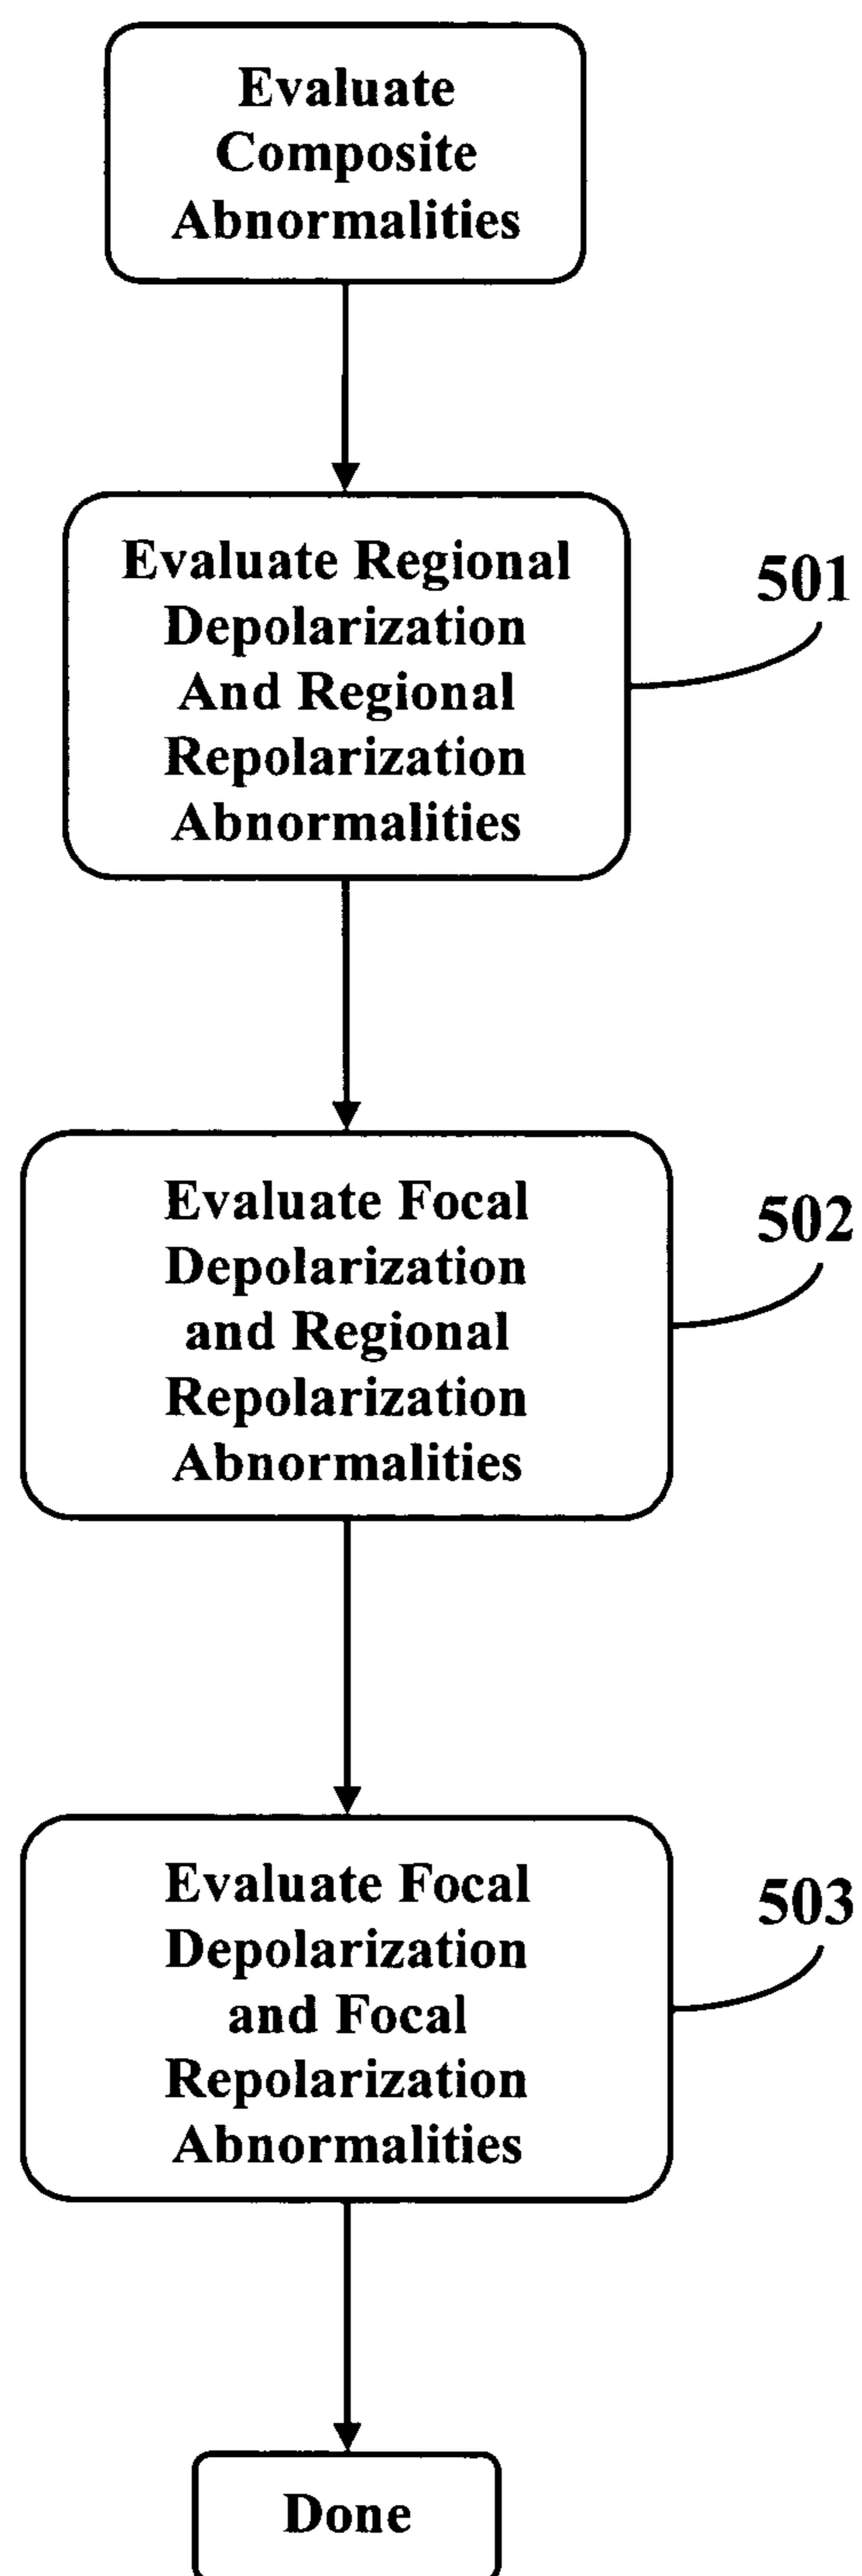 Evaluate
Composite
Abnormalities
Evaluate Regional
Depolarization
And Regional
Repolarization
Abnormalities
501
Evaluate Focal
Depolarization
and Regional
Repolarization
Abnormalities
502
Evaluate Focal
Depolarization
and Focal
Repolarization
Abnormalities
503
Done